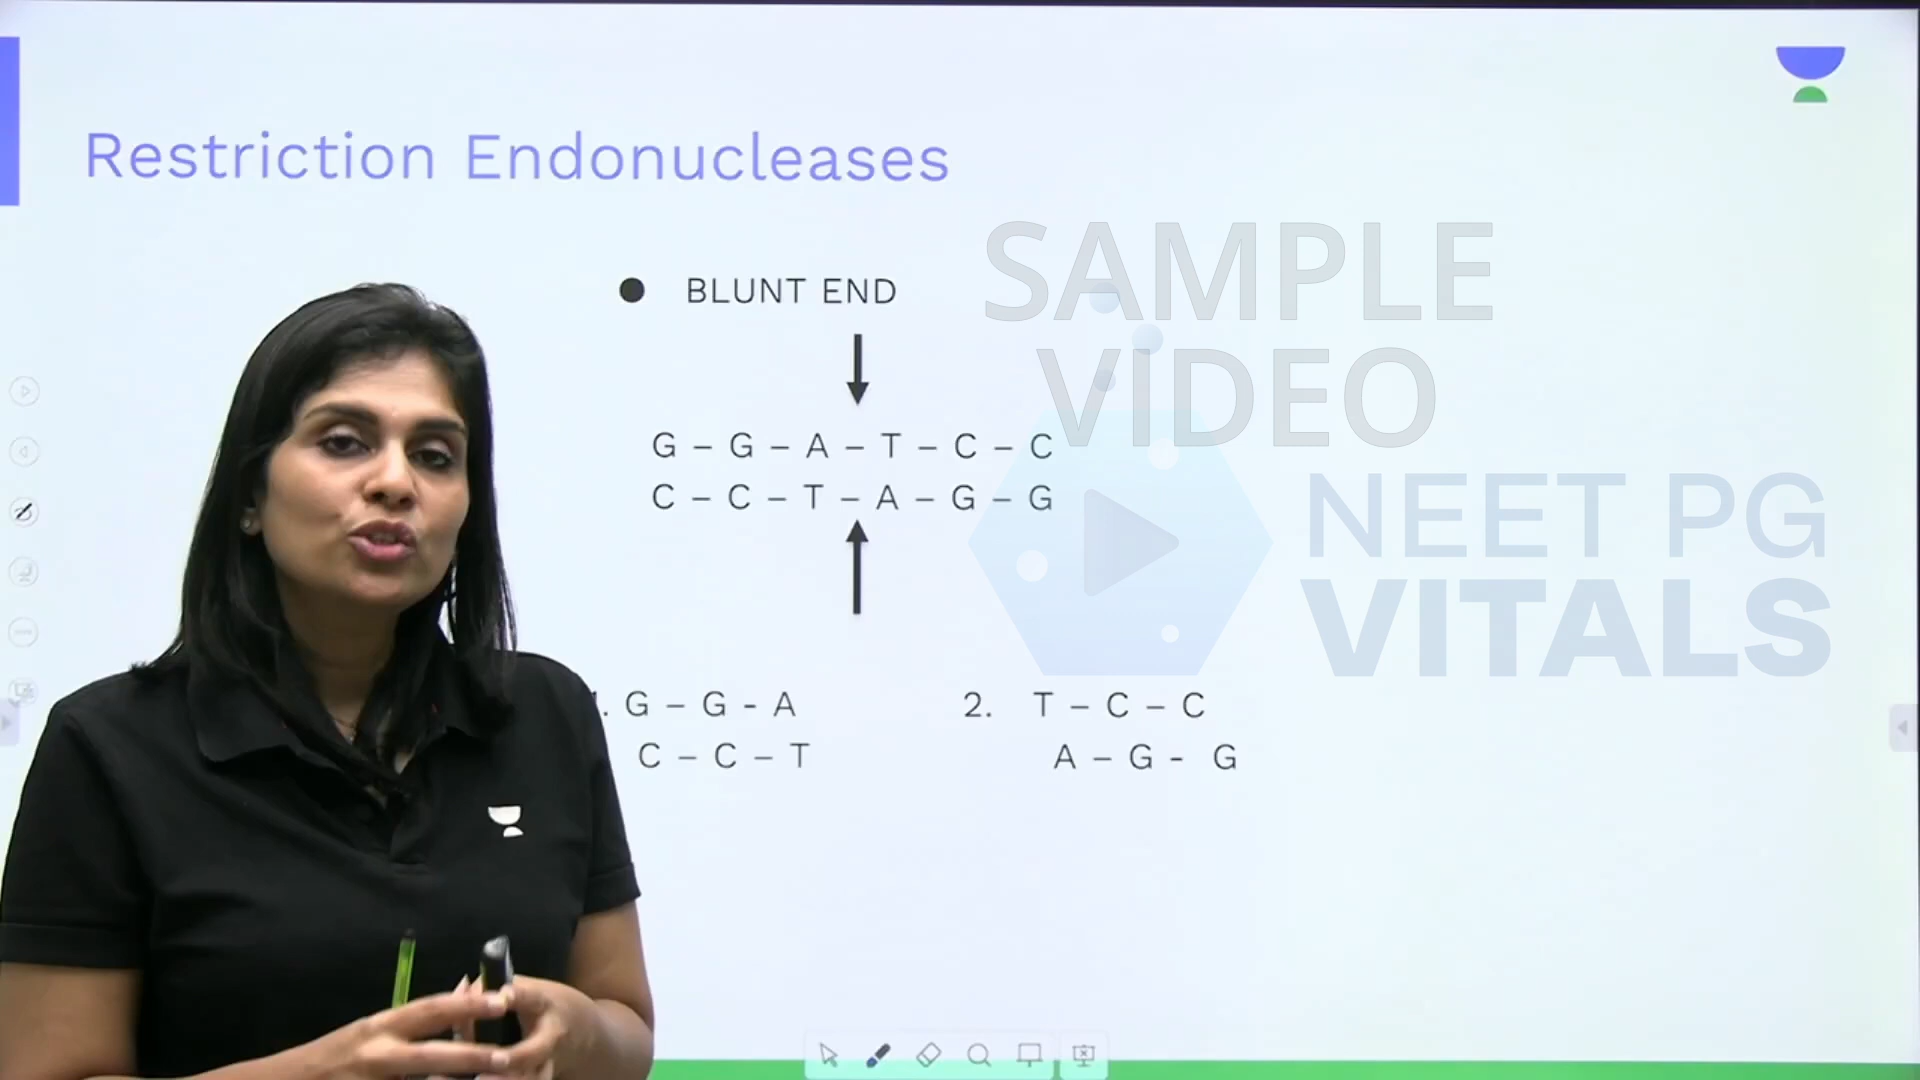 Restriction Endonucleases
SAMPLE
VIDEO
● BLUNT END
G – G – A – T – C – C
C – C – T – A – G – G
NEET PG
VITALS
. G – G - A
C – C – T
2. T – C – C
A – G - G